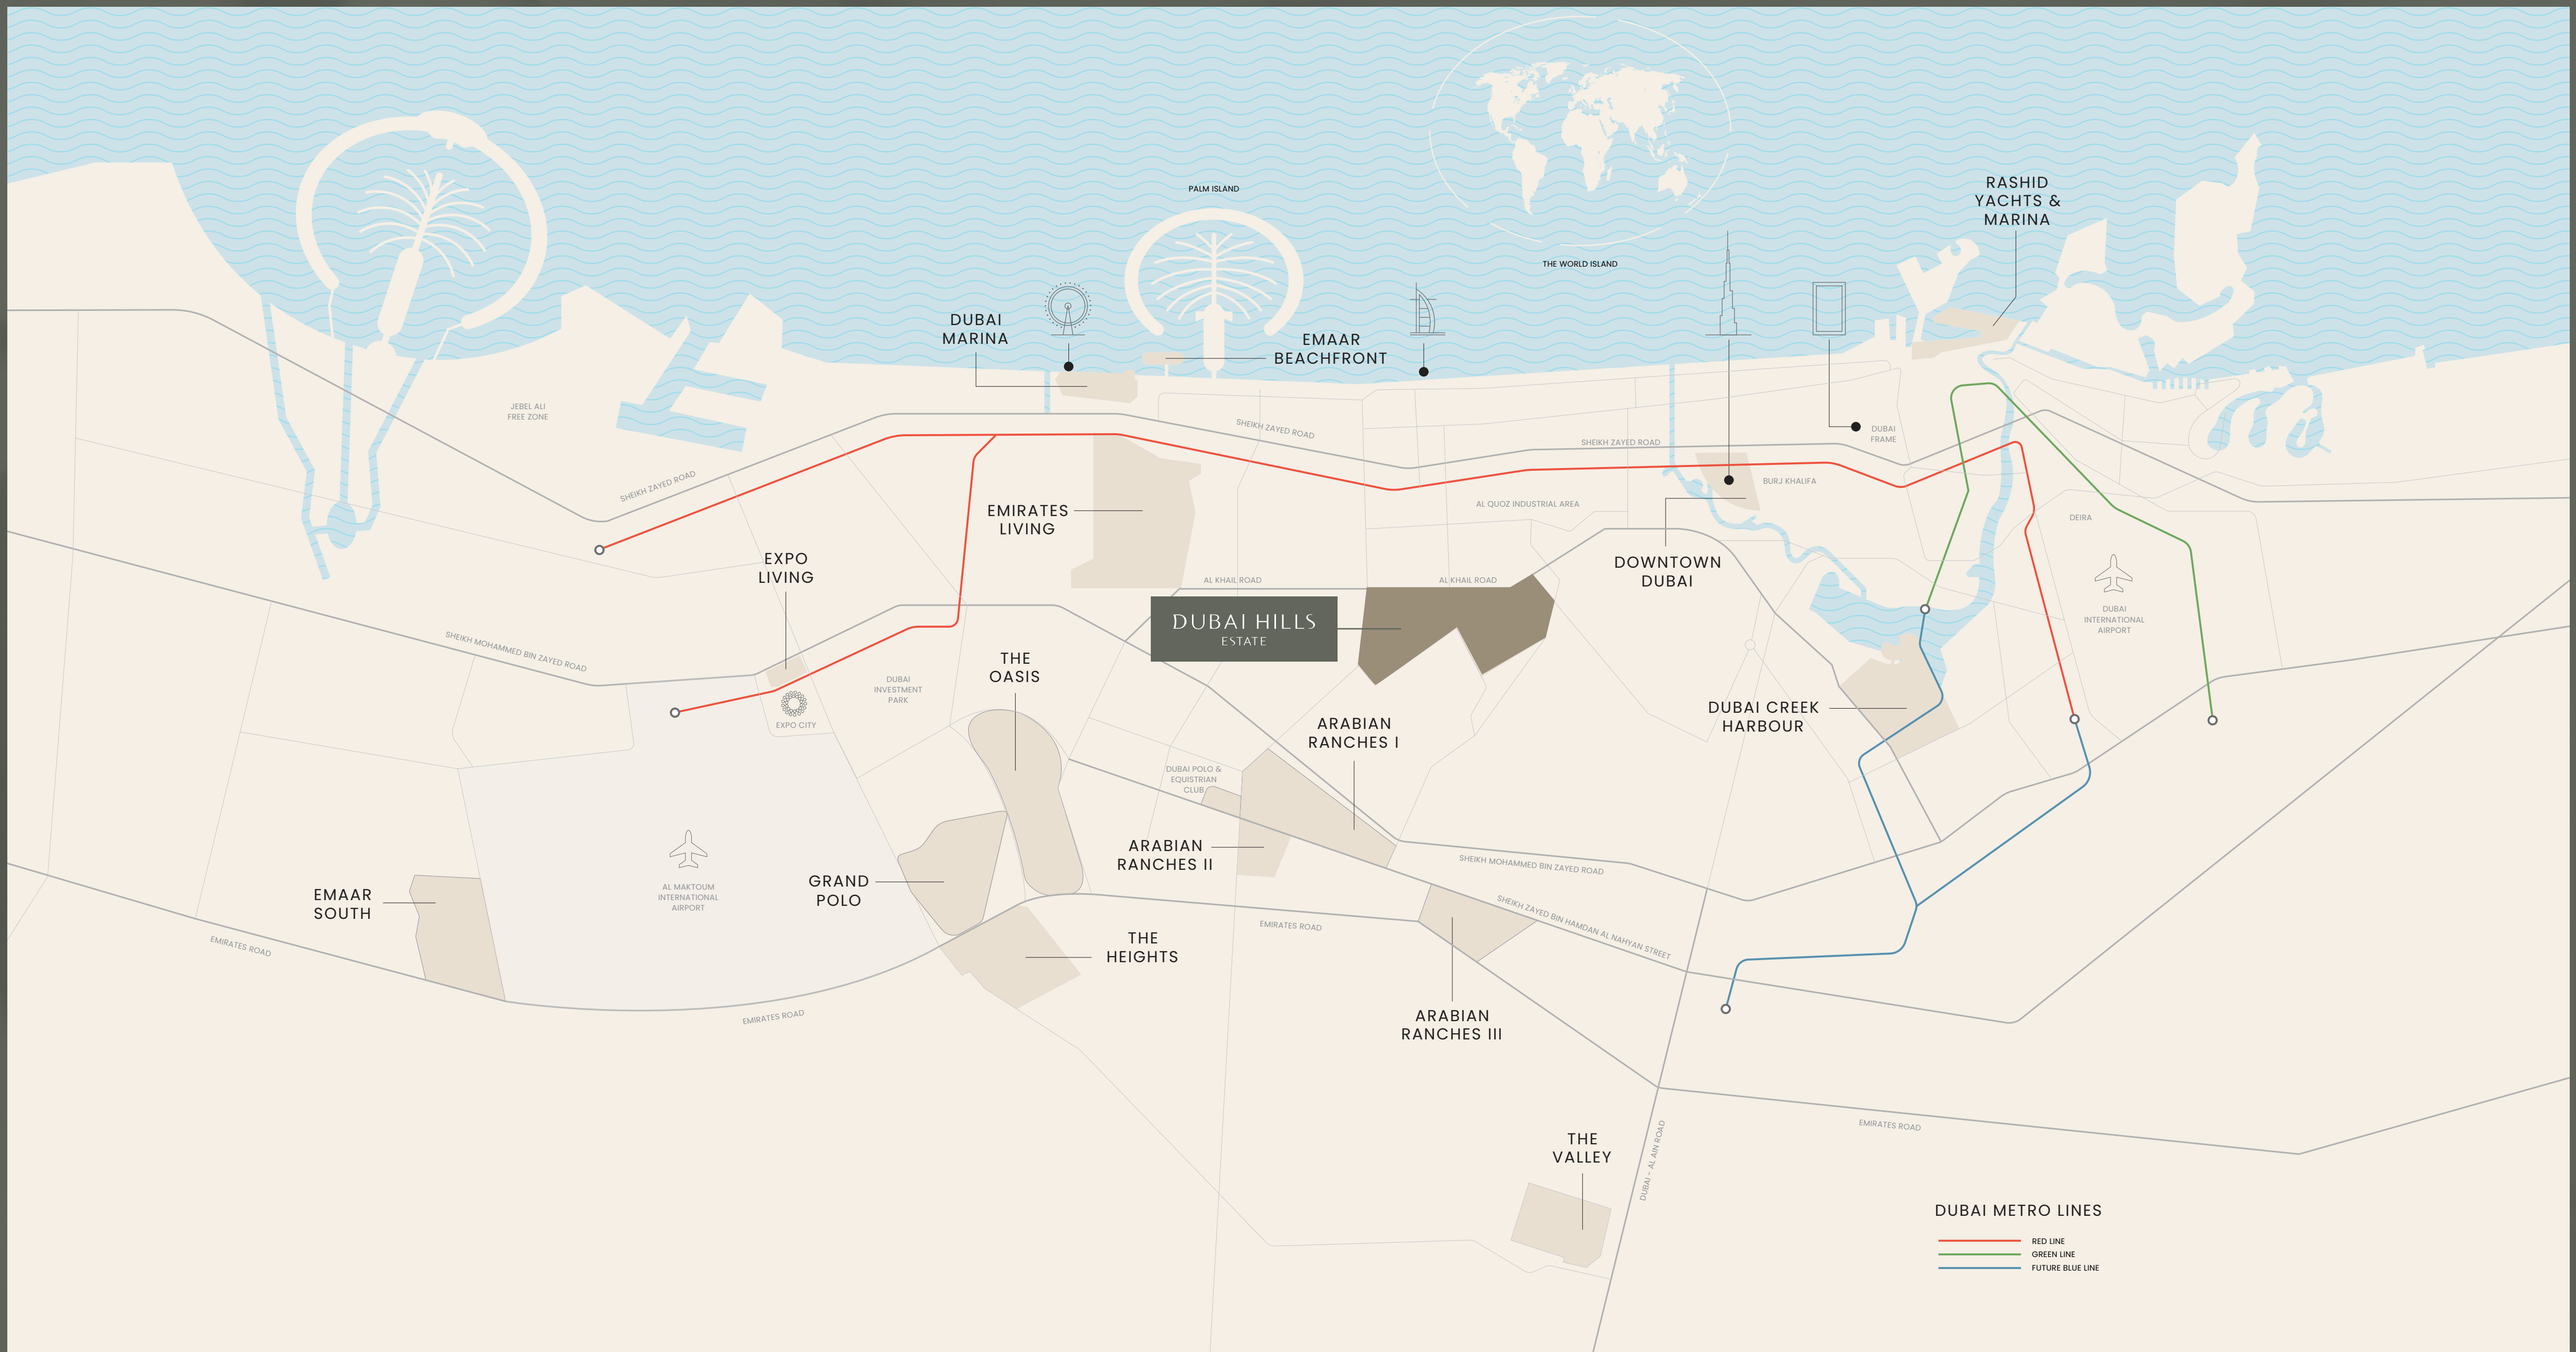 PALM ISLAND
THE WORLD ISLAND
RASHID
YACHTS &
MARINA
DUBAI
MARINA
EMAAR
BEACHFRONT
JEBEL ALI
FREE ZONE
SHEIKH ZAYED ROAD
SHEIKH ZAYED ROAD
SHEIKH ZAYED ROAD
DUBAI
FRAME
BURJ KHALIFA
AL QUOZ INDUSTRIAL AREA
DEIRA
EMIRATES
LIVING
EXPO
LIVING
DOWNTOWN
DUBAI
AL KHAIL ROAD
AL KHAIL ROAD
DUBAI HILLS
ESTATE
DUBAI
INTERNATIONAL
AIRPORT
SHEIKH MOHAMMED BIN ZAYED ROAD
THE
OASIS
DUBAI
INVESTMENT
PARK
EXPO CITY
DUBAI CREEK
HARBOUR
ARABIAN
RANCHES I
DUBAI POLO &
EQUISTRIAN
CLUB
ARABIAN
RANCHES II
SHEIKH MOHAMMED BIN ZAYED ROAD
GRAND
POLO
AL MAKTOUM
INTERNATIONAL
AIRPORT
EMAAR
SOUTH
EMIRATES ROAD
EMIRATES ROAD
SHEIKH ZAYED BIN HAMDAN AL NAHYAN STREET
THE
HEIGHTS
EMIRATES ROAD
ARABIAN
RANCHES III
THE
VALLEY
DUBAI - AL AIN ROAD
EMIRATES ROAD
DUBAI METRO LINES
RED LINE
GREEN LINE
FUTURE BLUE LINE